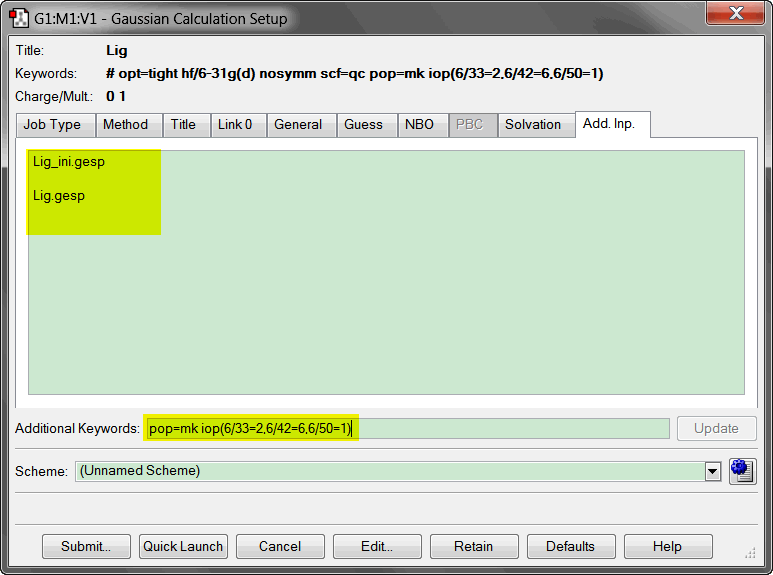 G1:M1:V1 - Gaussian Calculation Setup
Title: Lig
Keywords: # opt=tight hf/6-31g(d) nosymm scf=qc pop=mk iop(6/33=2,6/42=6,6/50=1)
Charge/Mult.: 0 1
Job Type Method Title Link 0 General Guess NBO PBC Solvation Add. Inp.
Lig_ini.gesp
Lig.gesp
Additional Keywords: pop=mk iop(6/33=2,6/42=6,6/50=1) Update
Scheme: (Unnamed Scheme)
Submit... Quick Launch Cancel Edit... Retain Defaults Help